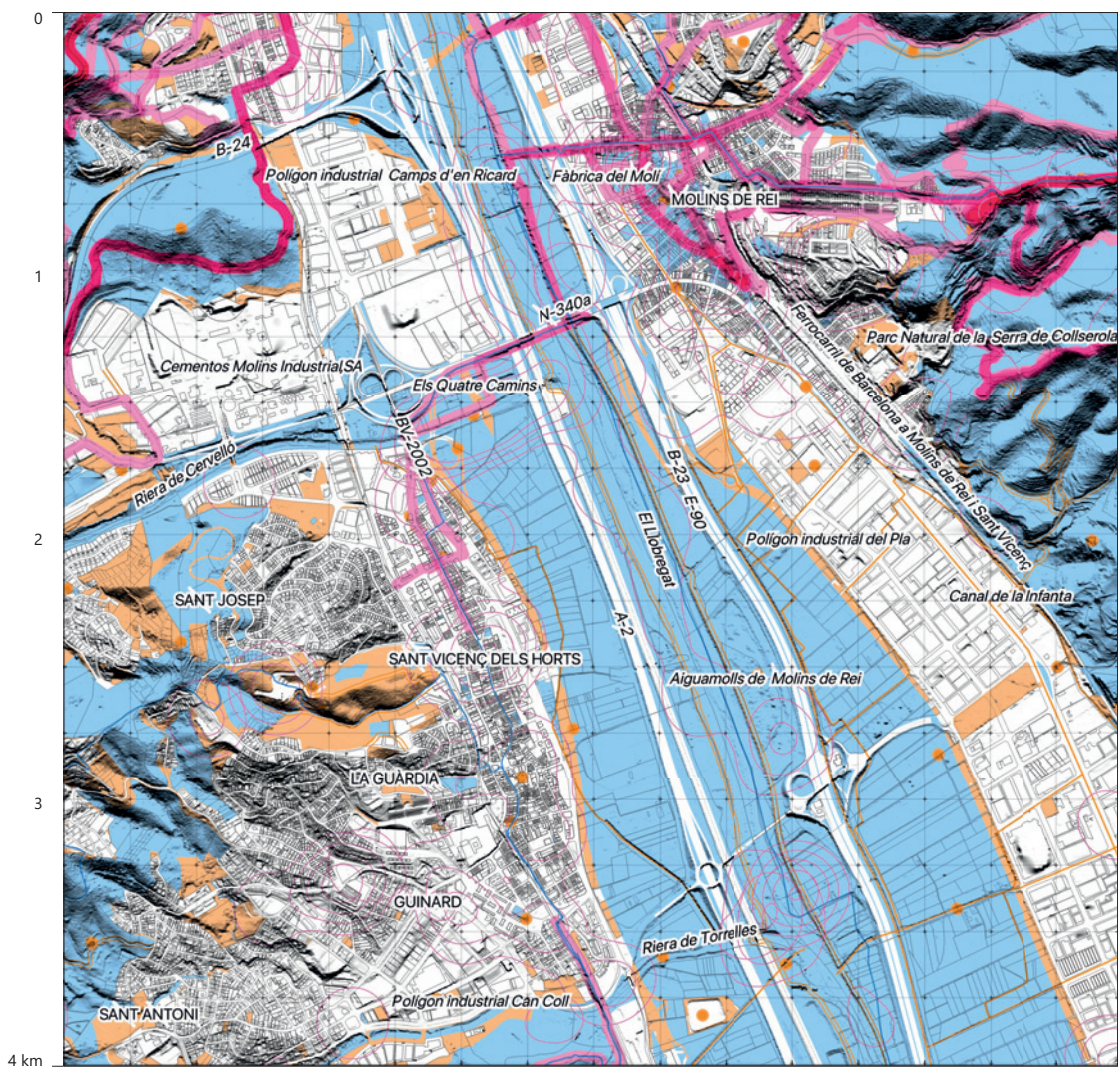 0
B-24
Polígon industrial Camps d'en Ricard
Fàbrica del Molí
MOLINS DE REI
1
N-340a
Ferrocarril de Barcelona a Molins de Rei i Sant Vicenç
Parc Natural de la Serra de Collserola
Cementos Molins Industrial,SA
Els Quatre Camins
BV-2002
Riera de Cervelló
B-23 E-90
2
El Llobregat
Polígon industrial del Pla
SANT JOSEP
Canal de la Infanta
A-2
SANT VICENÇ DELS HORTS
Aiguamolls de Molins de Rei
LA GUÀRDIA
3
GUINARD
Riera de Torrelles
Polígon industrial Can Coll
SANT ANTONI
4 km